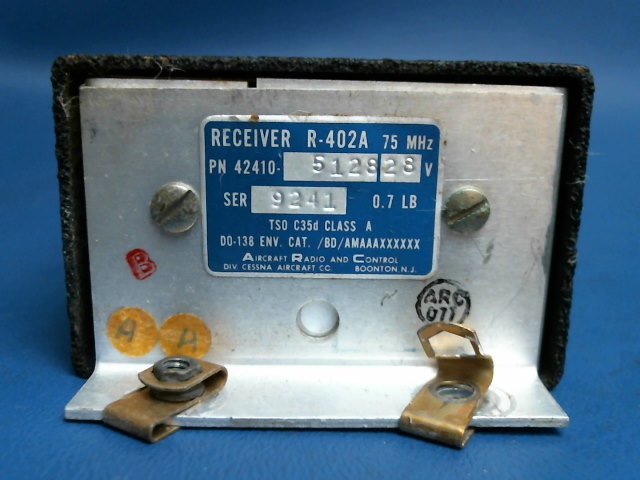 RECEIVER R-402A 75 MHz
PN 42410- 5128 28 V
SER 9241 0.7 LB
TSO C35d CLASS A
DO-138 ENV. CAT. /BD/AMAAAXXXXXX
AIRCRAFT RADIO AND CONTROL
DIV. CESSNA AIRCRAFT CO. BOONTON, N.J.
B
ARC
071
A A